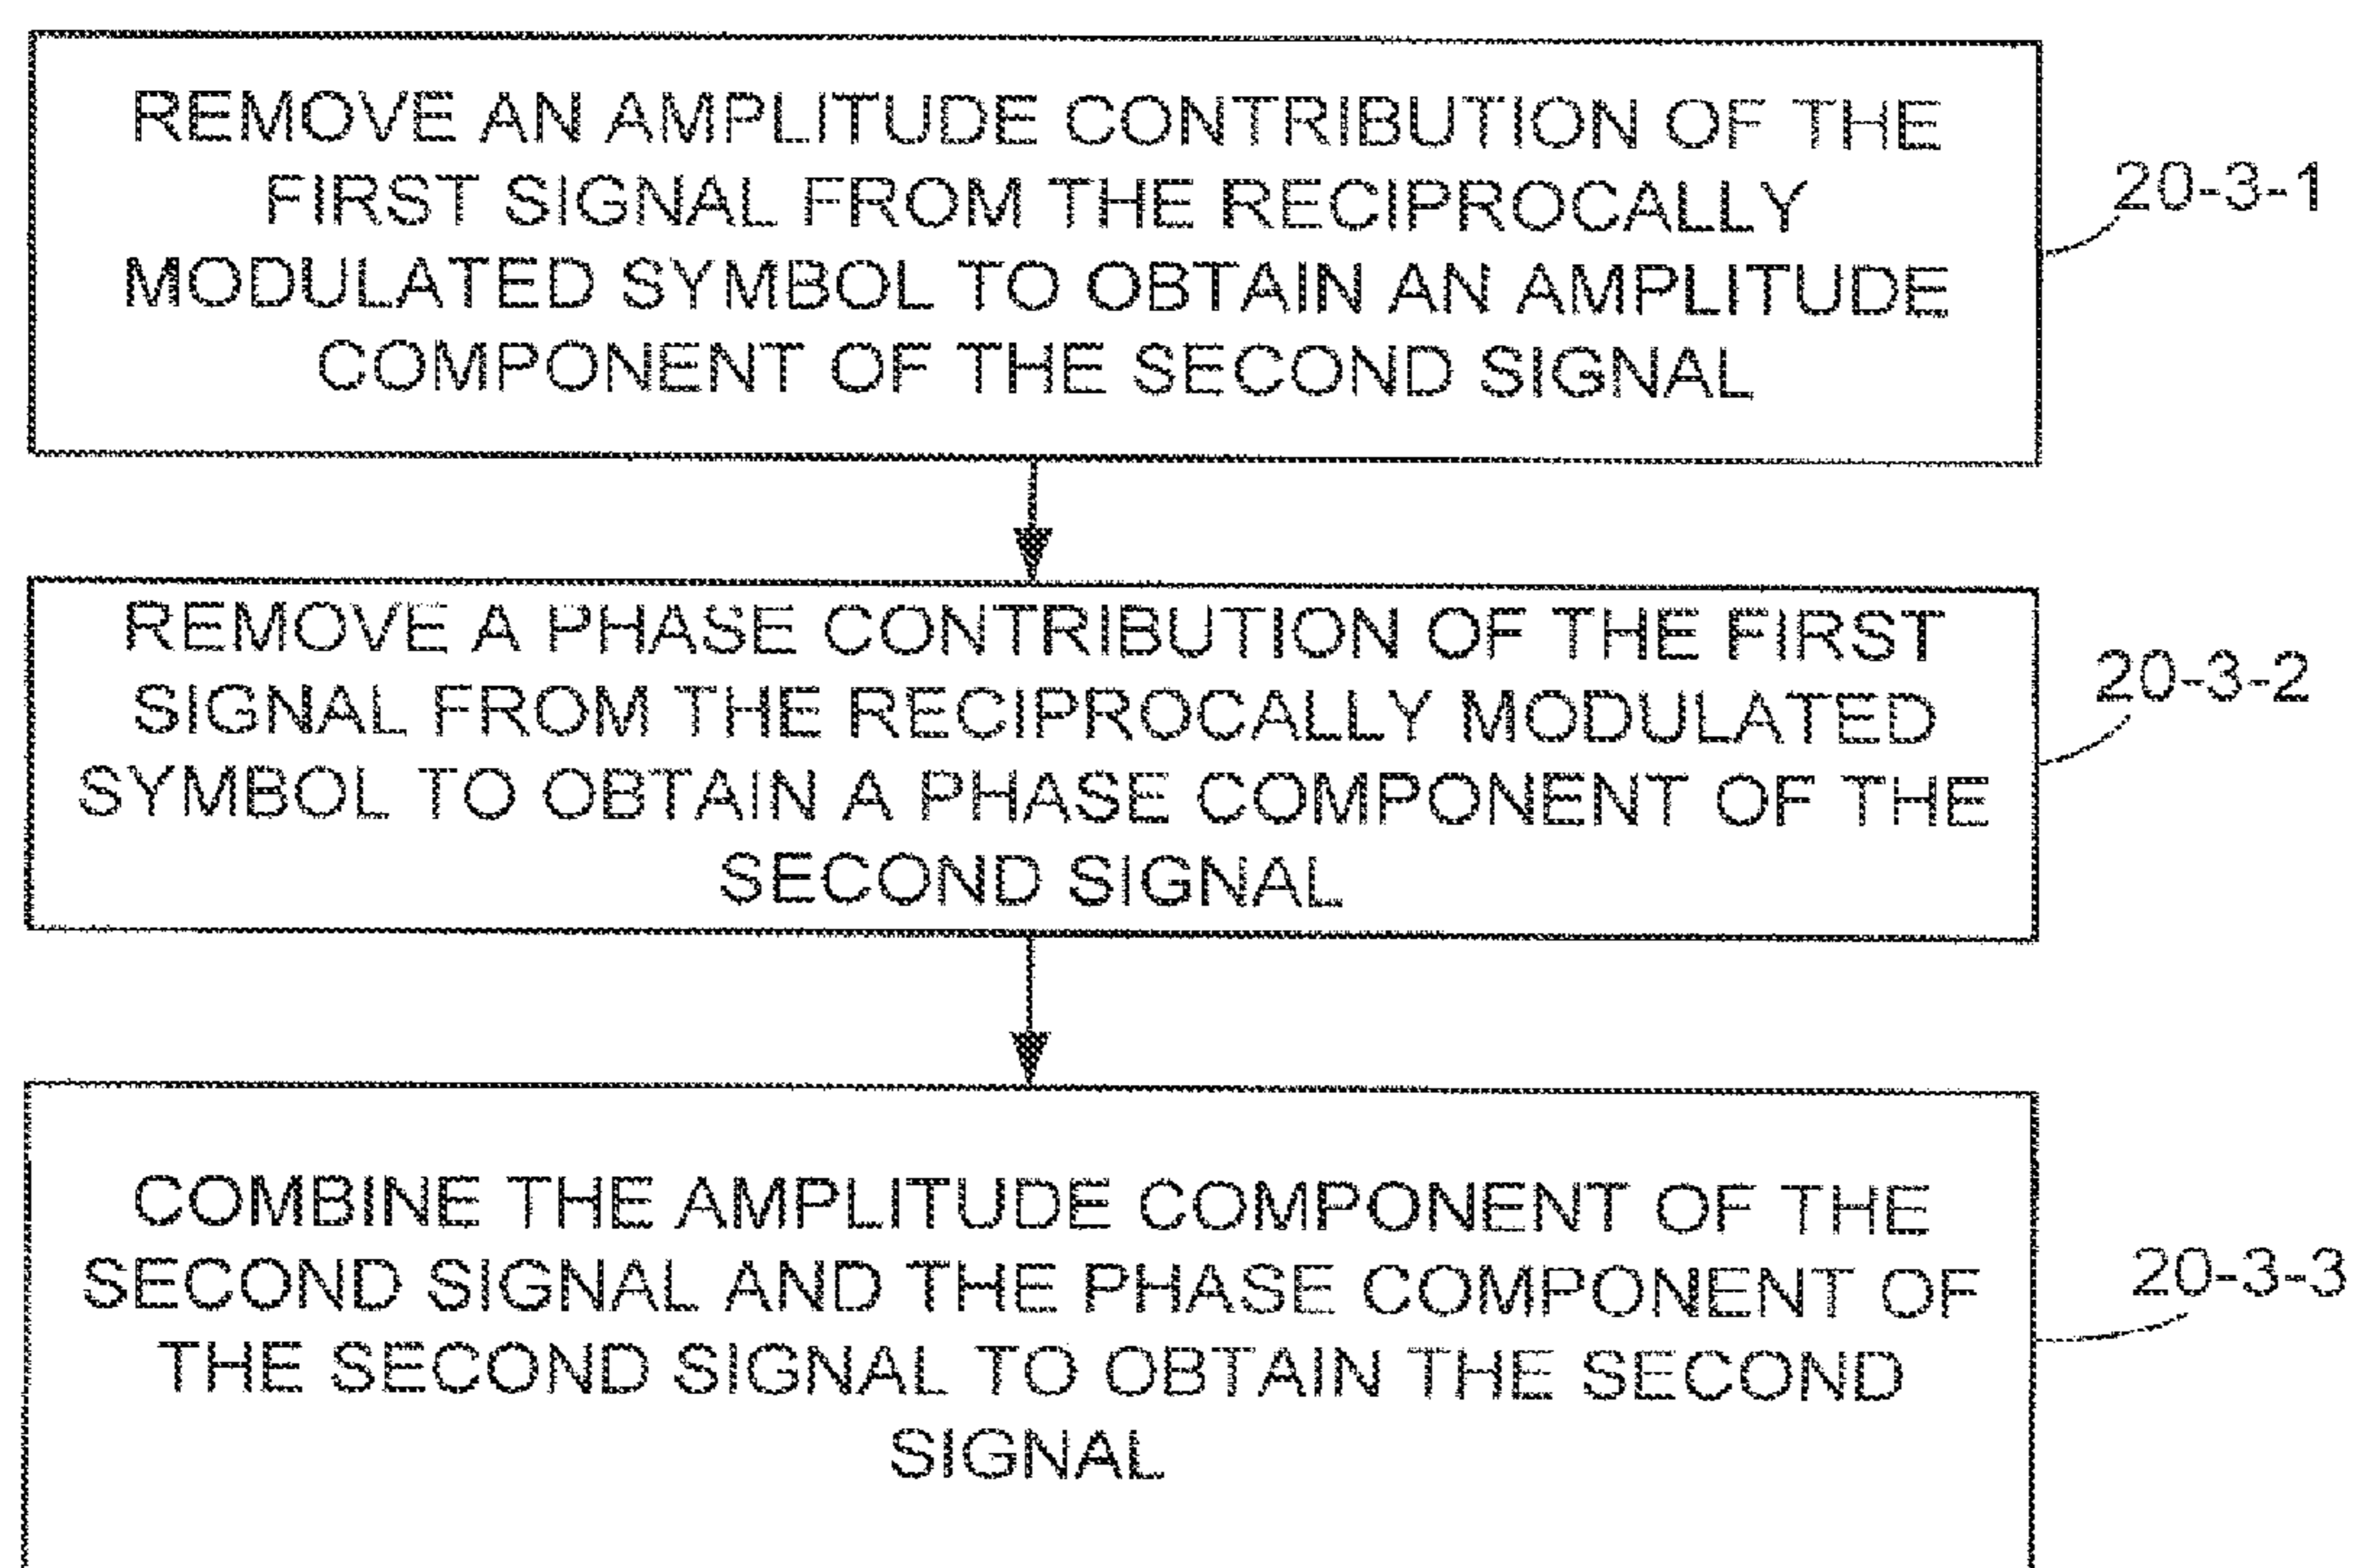 REMOVE AN AMPLITUDE CONTRIBUTION OF THE
FIRST SIGNAL FROM THE RECIPROCALLY
MODULATED SYMBOL TO OBTAIN AN AMPLITUDE
COMPONENT OF THE SECOND SIGNAL
20-3-1
REMOVE A PHASE CONTRIBUTION OF THE FIRST
SIGNAL FROM THE RECIPROCALLY MODULATED
SYMBOL TO OBTAIN A PHASE COMPONENT OF THE
SECOND SIGNAL
20-3-2
COMBINE THE AMPLITUDE COMPONENT OF THE
SECOND SIGNAL AND THE PHASE COMPONENT OF
THE SECOND SIGNAL TO OBTAIN THE SECOND
SIGNAL
20-3-3